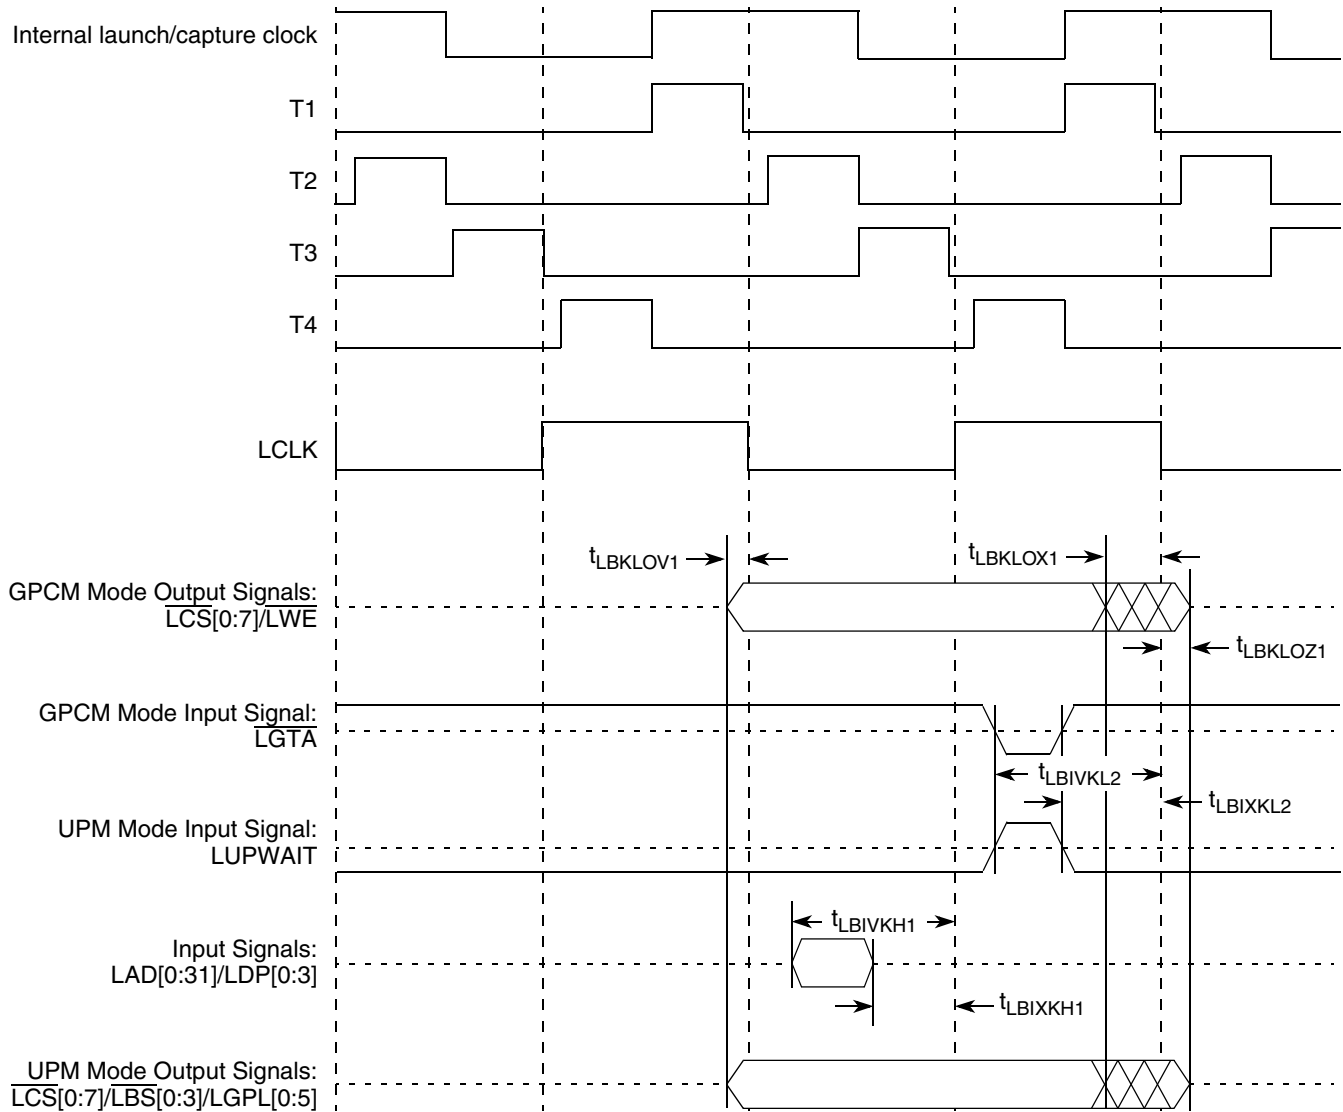 Internal launch/capture clock
T1
T2
T3
T4
LCLK
tLBKLOV1
tLBKLOX1
GPCM Mode Output Signals:
LCS[0:7]/LWE
tLBKLOZ1
GPCM Mode Input Signal:
LGTA
tLBIVKL2
tLBIXKL2
UPM Mode Input Signal:
LUPWAIT
tLBIVKH1
Input Signals:
LAD[0:31]/LDP[0:3]
tLBIXKH1
UPM Mode Output Signals:
LCS[0:7]/LBS[0:3]/LGPL[0:5]